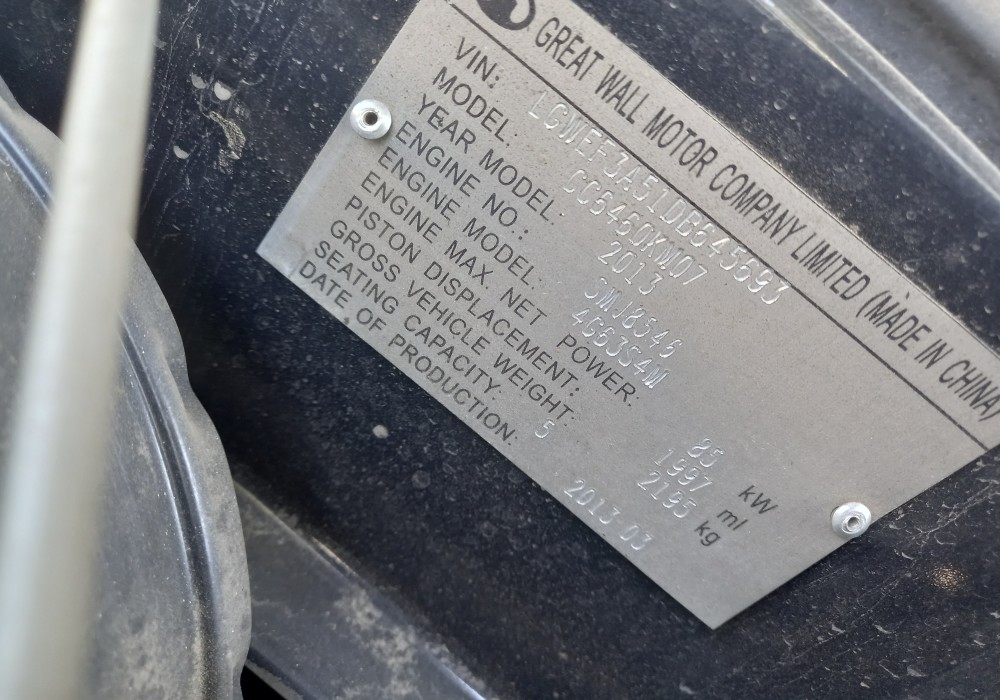 GREAT WALL MOTOR COMPANY LIMITED (MADE IN CHINA)
VIN: LGWEF3A51DB645693
MODEL: CC6460KM07
YEAR MODEL: 2013
ENGINE NO.: SMJ8546
ENGINE MODEL: 4G63S4M
ENGINE MAX NET POWER: 85 kW
PISTON DISPLACEMENT: 1997 ml
GROSS VEHICLE WEIGHT: 2195 kg
SEATING CAPACITY: 5
DATE OF PRODUCTION: 2013 03